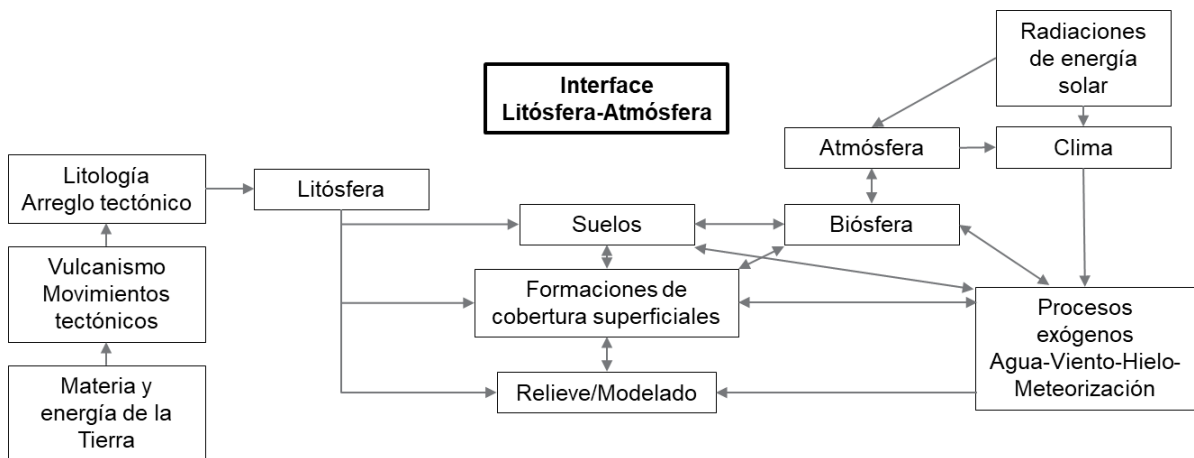 Radiaciones
de energía
solar
Interface
Litósfera-Atmósfera
Atmósfera
Clima
Litología
Arreglo tectónico
Litósfera
Suelos
Biósfera
Vulcanismo
Movimientos
tectónicos
Formaciones de
cobertura superficiales
Procesos
exógenos
Agua-Viento-Hielo-
Meteorización
Materia y
energía de la
Tierra
Relieve/Modelado